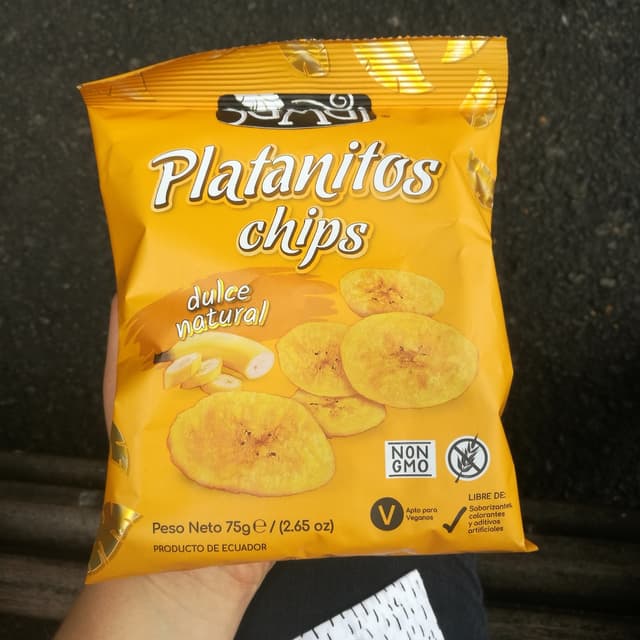 Platanitos
chips
dulce
natural
NON
GMO
V
Apto para
Veganos
LIBRE DE:
Saborizantes,
colorantes
y aditivos
artificiales
Peso Neto 75g e / (2.65 oz)
PRODUCTO DE ECUADOR